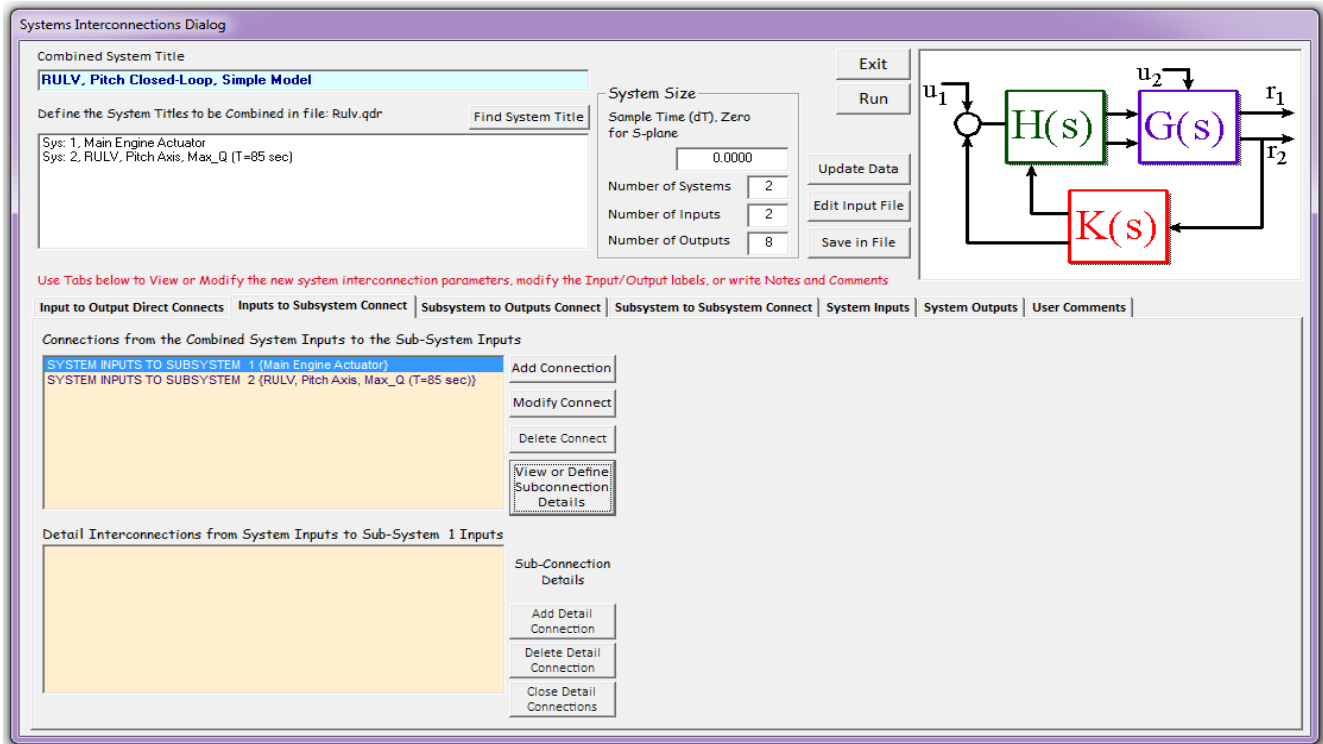 Systems Interconnections Dialog
Combined System Title
RULV, Pitch Closed-Loop, Simple Model
Define the System Titles to be Combined in file: Rulv.qdr
Find System Title
Sys: 1, Main Engine Actuator
Sys: 2, RULV, Pitch Axis, Max_Q (T=85 sec)
System Size
Sample Time (dT), Zero
for S-plane
0.0000
Number of Systems 2
Number of Inputs 2
Number of Outputs 8
Exit
Run
Update Data
Edit Input File
Save in File
u1
u2
H(s)
G(s)
r1
r2
K(s)
Use Tabs below to View or Modify the new system interconnection parameters, modify the Input/Output labels, or write Notes and Comments
Input to Output Direct Connects
Inputs to Subsystem Connect
Subsystem to Outputs Connect
Subsystem to Subsystem Connect
System Inputs
System Outputs
User Comments
Connections from the Combined System Inputs to the Sub-System Inputs
SYSTEM INPUTS TO SUBSYSTEM 1 {Main Engine Actuator}
SYSTEM INPUTS TO SUBSYSTEM 2 {RULV, Pitch Axis, Max_Q (T=85 sec)}
Add Connection
Modify Connect
Delete Connect
View or Define
Subconnection
Details
Detail Interconnections from System Inputs to Sub-System 1 Inputs
Sub-Connection
Details
Add Detail
Connection
Delete Detail
Connection
Close Detail
Connections